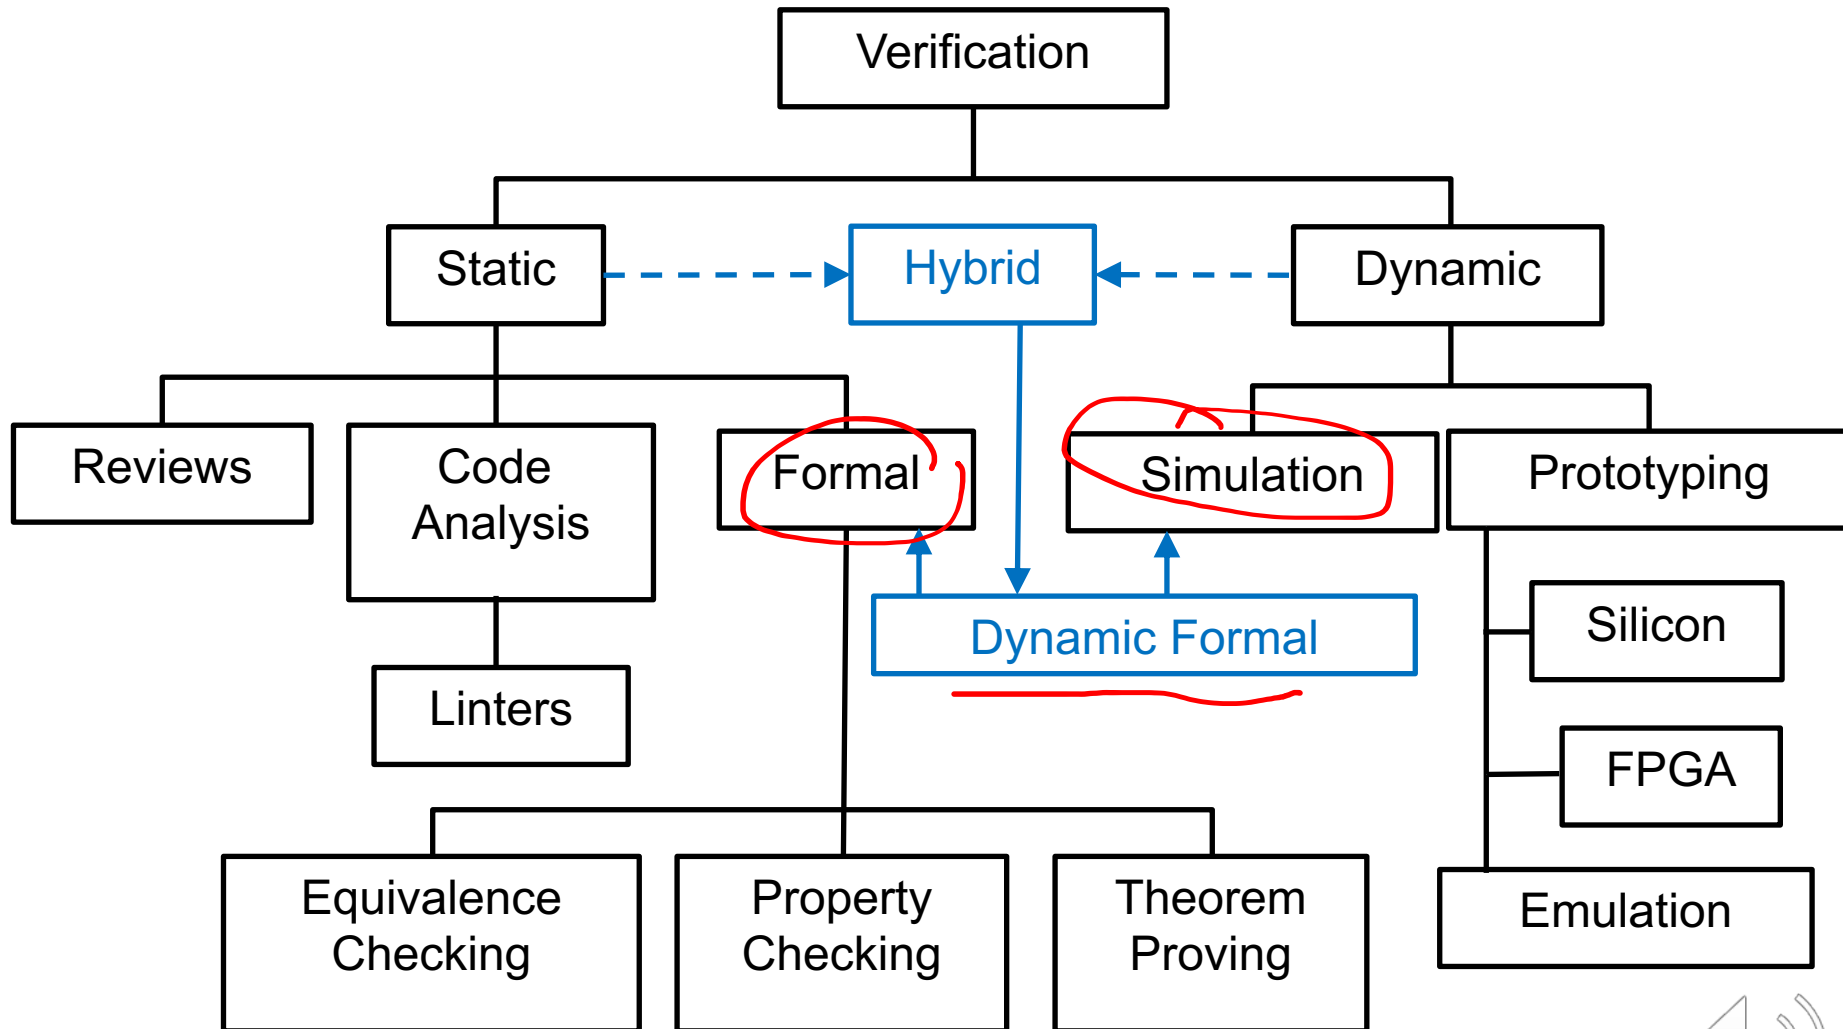 Verification
Static
Hybrid
Dynamic
Reviews
Code
Analysis
Formal
Simulation
Prototyping
Dynamic Formal
Silicon
Linters
FPGA
Equivalence
Checking
Property
Checking
Theorem
Proving
Emulation